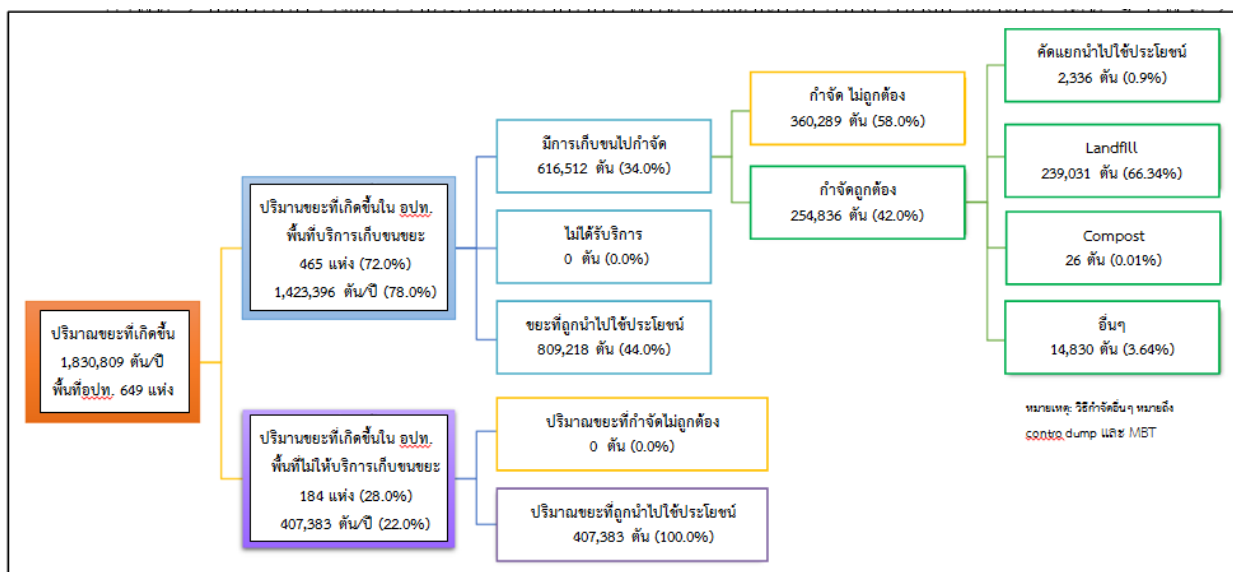 ปริมาณขยะที่เกิดขึ้น
1,830,809 ตัน/ปี
พื้นที่อปท. 649 แห่ง
ปริมานขยะที่เกิดขึ้นใน อปท.
พื้นที่บริการเก็บขนขยะ
465 แห่ง (72.0%)
1,423,396 ตัน/ปี (78.0%)
มีการเก็บขนไปกำจัด
616,512 ตัน (34.0%)
กำจัด ไม่ถูกต้อง
360,289 ตัน (58.0%)
กำจัดถูกต้อง
254,836 ตัน (42.0%)
คัดแยกนำไปใช้ประโยชน์
2,336 ตัน (0.9%)
Landfill
239,031 ตัน (66.34%)
Compost
26 ตัน (0.01%)
อื่นๆ
14,830 ตัน (3.64%)
ไม่ได้รับริการ
0 ตัน (0.0%)
ขยะที่ถูกนำไปใช้ประโยชน์
809,218 ตัน (44.0%)
ปริมานขยะที่เกิดขึ้นใน อปท.
พื้นที่ไม่ให้บริการเก็บขนขยะ
184 แห่ง (28.0%)
407,383 ตัน/ปี (22.0%)
ปริมาณขยะที่กำจัดไม่ถูกต้อง
0 ตัน (0.0%)
ปริมาณขยะที่ถูกนำไปใช้ประโยชน์
407,383 ตัน (100.0%)
หมายเหตุ: วิธีกำจัดอื่นๆ หมายถึง
contro dump และ MBT